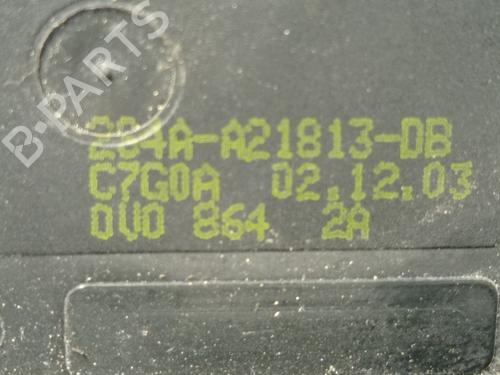 B-PARTS
2S4A-A21813-DB
C7G0A 02.12.03
0V0 864 2A